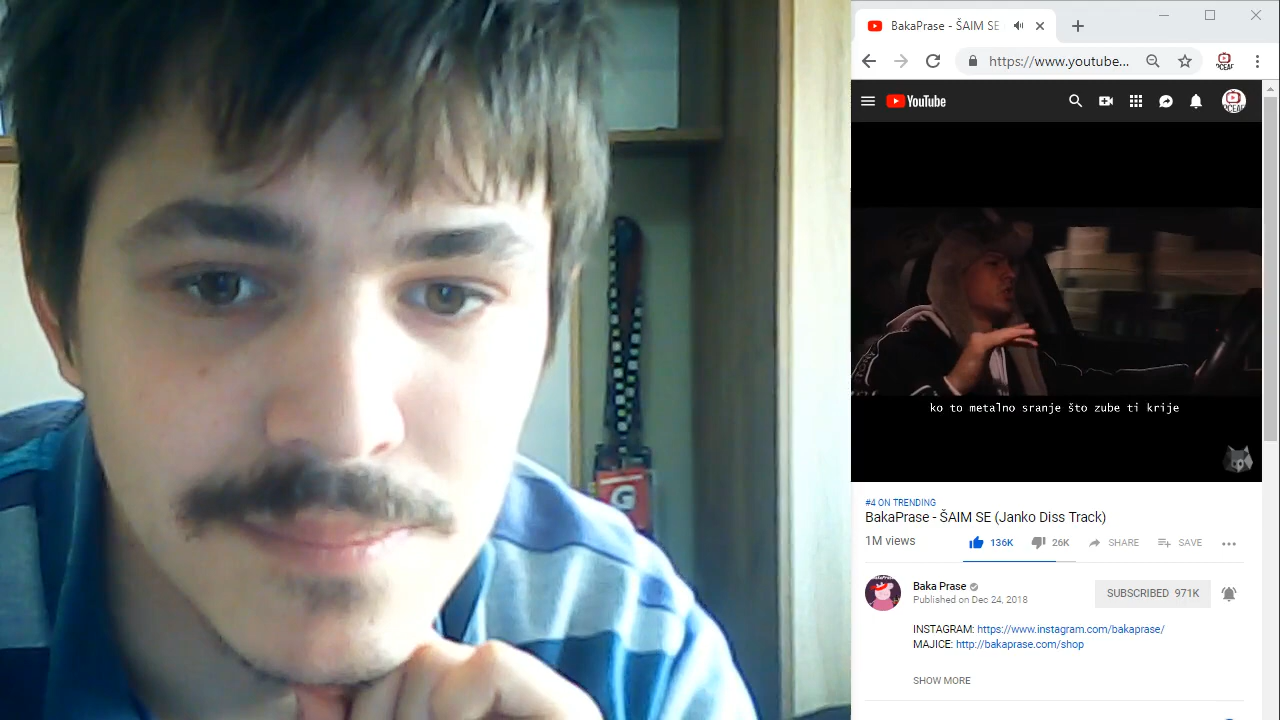 BakaPrase - ŠAIM SE
https://www.youtube...
YouTube
ko to metalno sranje što zube ti krije
#4 ON TRENDING
BakaPrase - ŠAIM SE (Janko Diss Track)
1M views
136K
26K
SHARE
SAVE
Baka Prase
SUBSCRIBED 971K
Published on Dec 24, 2018
INSTAGRAM: https://www.instagram.com/bakaprase/
MAJICE: http://bakaprase.com/shop
SHOW MORE
G